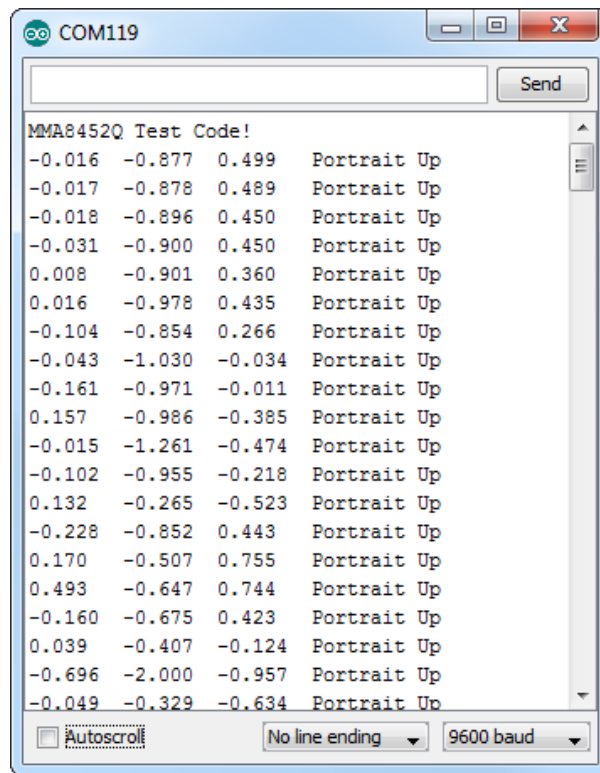 COM119
Send
MMA8452Q Test Code!
-0.016 -0.877 0.499 Portrait Up
-0.017 -0.878 0.489 Portrait Up
-0.018 -0.896 0.450 Portrait Up
-0.031 -0.900 0.450 Portrait Up
0.008 -0.901 0.360 Portrait Up
0.016 -0.978 0.435 Portrait Up
-0.104 -0.854 0.266 Portrait Up
-0.043 -1.030 -0.034 Portrait Up
-0.161 -0.971 -0.011 Portrait Up
0.157 -0.986 -0.385 Portrait Up
-0.015 -1.261 -0.474 Portrait Up
-0.102 -0.955 -0.218 Portrait Up
0.132 -0.265 -0.523 Portrait Up
-0.228 -0.852 0.443 Portrait Up
0.170 -0.507 0.755 Portrait Up
0.493 -0.647 0.744 Portrait Up
-0.160 -0.675 0.423 Portrait Up
0.039 -0.407 -0.124 Portrait Up
-0.696 -2.000 -0.957 Portrait Up
-0.049 -0.329 -0.634 Portrait Up
Autoscroll No line ending 9600 baud